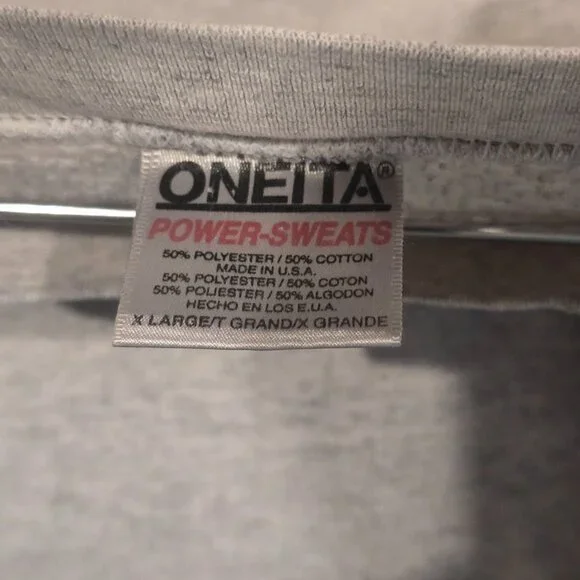 ONEITA®
POWER-SWEATS
50% POLYESTER / 50% COTTON
MADE IN U.S.A.
50% POLYESTER / 50% COTON
50% POLIESTER / 50% ALGODON
HECHO EN LOS E.U.A.
X LARGE/T GRAND/X GRANDE